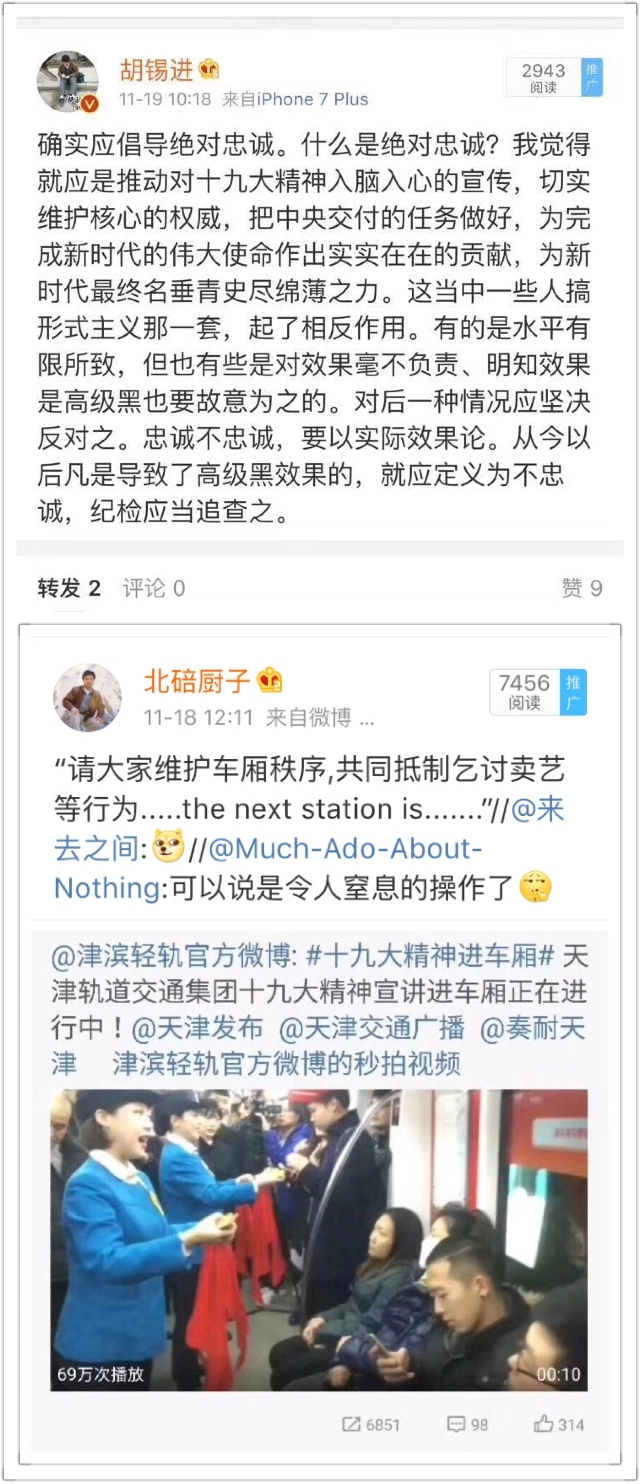 胡锡进
2943
阅读
推广
11-19 10:18 来自iPhone 7 Plus
确实应倡导绝对忠诚。什么是绝对忠诚？我觉得
就应是推动对十九大精神入脑入心的宣传，切实
维护核心的权威，把中央交付的任务做好，为完
成新时代的伟大使命作出实实在在的贡献，为新
时代最终名垂青史尽绵薄之力。这当中一些人搞
形式主义那一套，起了相反作用。有的是水平有
限所致，但也有些是对效果毫不负责、明知效果
是高级黑也要故意为之的。对后一种情况应坚决
反对之。忠诚不忠诚，要以实际效果论。从今以
后凡是导致了高级黑效果的，就应定义为不忠
诚，纪检应当追查之。
转发 2 评论 0 赞 9
北碚厨子
7456
阅读
推广
11-18 12:11 来自微博 ...
“请大家维护车厢秩序,共同抵制乞讨卖艺
等行为.....the next station is.......”//@来
去之间://@Much-Ado-About-
Nothing:可以说是令人窒息的操作了
@津滨轻轨官方微博: #十九大精神进车厢# 天
津轨道交通集团十九大精神宣讲进车厢正在进
行中！@天津发布 @天津交通广播 @奏耐天
津 津滨轻轨官方微博的秒拍视频
69万次播放 00:10
6851 98 314